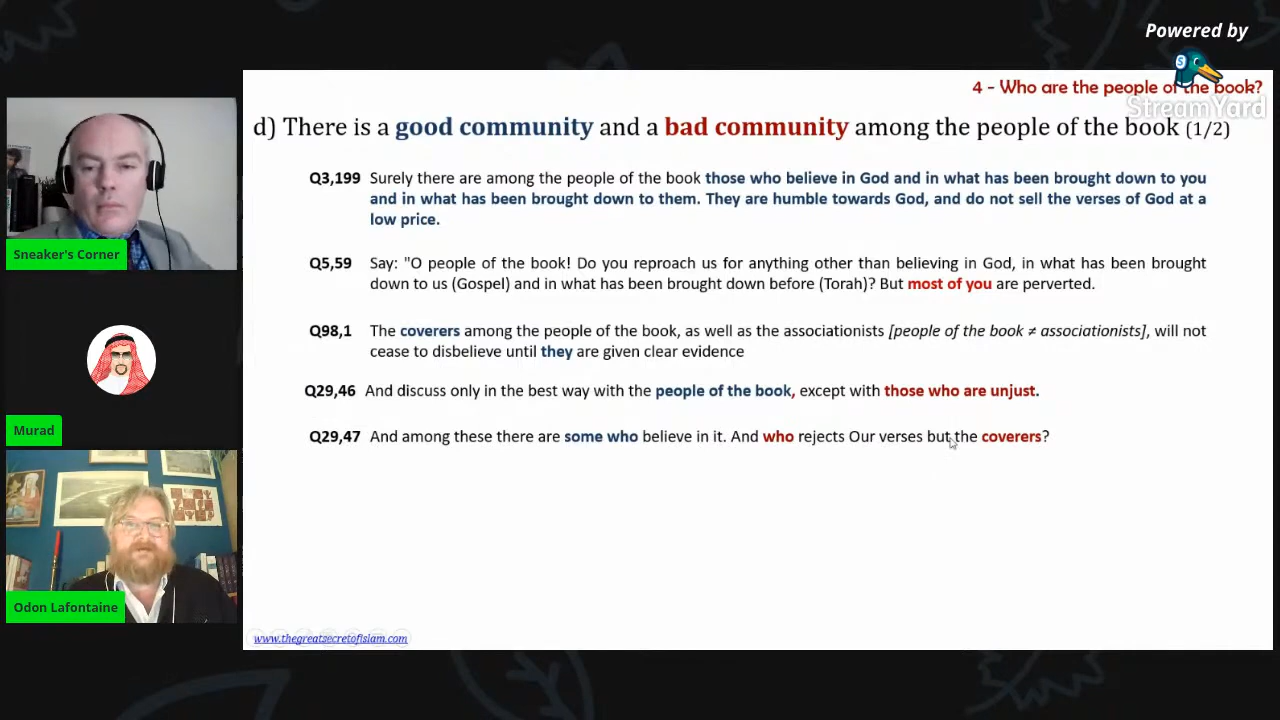 Powered by
StreamYard
4 - Who are the people of the book?
d) There is a good community and a bad community among the people of the book (1/2)
Q3,199 Surely there are among the people of the book those who believe in God and in what has been brought down to you
and in what has been brought down to them. They are humble towards God, and do not sell the verses of God at a
low price.
Q5,59 Say: "O people of the book! Do you reproach us for anything other than believing in God, in what has been brought
down to us (Gospel) and in what has been brought down before (Torah)? But most of you are perverted.
Q98,1 The coverers among the people of the book, as well as the associationists [people of the book ≠ associationists], will not
cease to disbelieve until they are given clear evidence
Q29,46 And discuss only in the best way with the people of the book, except with those who are unjust.
Q29,47 And among these there are some who believe in it. And who rejects Our verses but the coverers?
www.thegreatsecretofislam.com
Sneaker's Corner
Murad
Odon Lafontaine